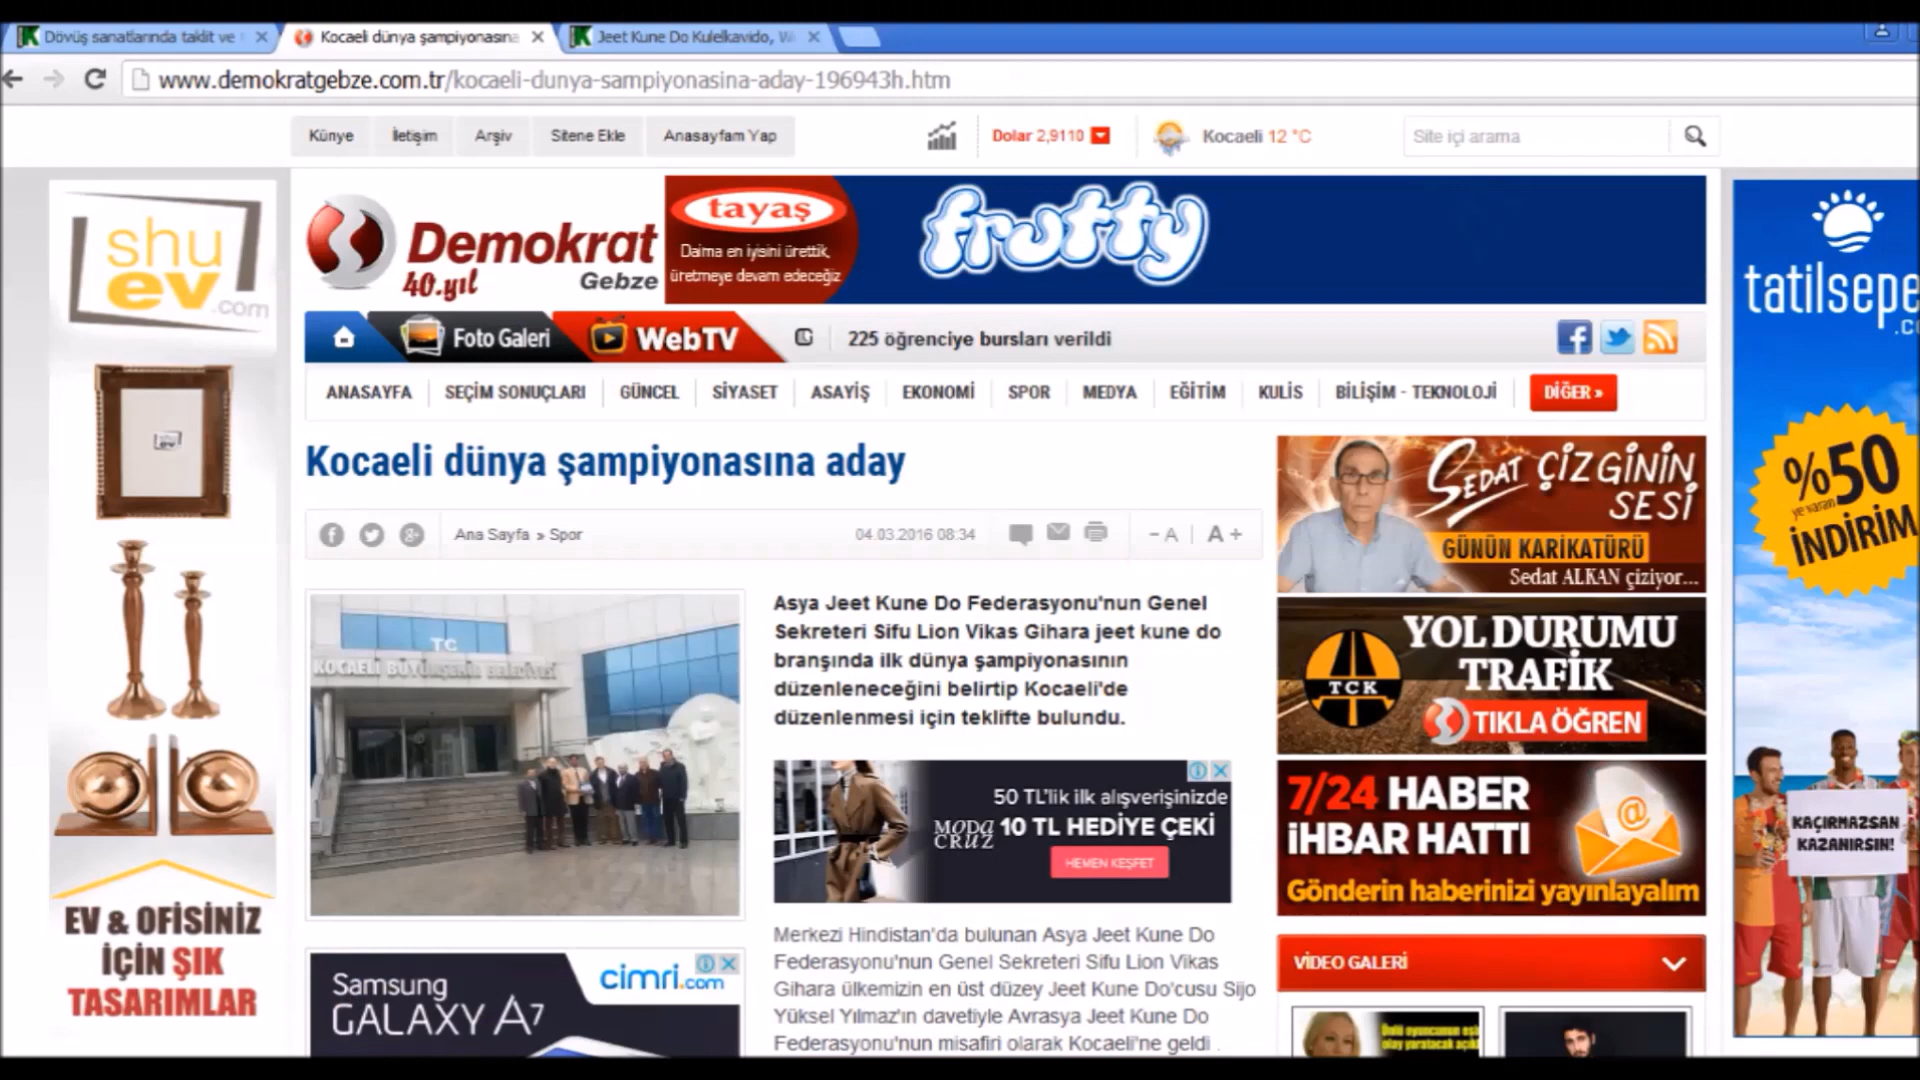 Dövüş sanatlarında taklit ve
Kocaeli dünya şampiyonasına
Jeet Kune Do Kulelkavido, W
www.demokratgebze.com.tr/kocaeli-dunya-sampiyonasina-aday-196943h.htm
Künye
İletişim
Arşiv
Sitene Ekle
Anasayfam Yap
Dolar 2,9110
Kocaeli 12 °C
Site içi arama
shu
ev.com
Demokrat
Gebze
40.yıl
tayaş
Daima en iyisini ürettik,
üretmeye devam edeceğiz
frutty
tatilsepe
.co
Foto Galeri
WebTV
225 öğrenciye bursları verildi
ANASAYFA
SEÇİM SONUÇLARI
GÜNCEL
SİYASET
ASAYİŞ
EKONOMİ
SPOR
MEDYA
EĞİTİM
KULİS
BİLİŞİM - TEKNOLOJİ
DİĞER »
Kocaeli dünya şampiyonasına aday
Ana Sayfa » Spor
04.03.2016 08:34
- A
A +
TC
KOCAELİ BÜYÜKŞEHİR BELEDİYESİ
Asya Jeet Kune Do Federasyonu'nun Genel
Sekreteri Sifu Lion Vikas Gihara jeet kune do
branşında ilk dünya şampiyonasının
düzenleneceğini belirtip Kocaeli'de
düzenlenmesi için teklifte bulundu.
50 TL'lik ilk alışverişinizde
MODA
CRUZ
10 TL HEDİYE ÇEKİ
HEMEN KEŞFET
Merkezi Hindistan'da bulunan Asya Jeet Kune Do
Federasyonu'nun Genel Sekreteri Sifu Lion Vikas
Gihara ülkemizin en üst düzey Jeet Kune Do'cusu Sijo
Yüksel Yılmaz'ın davetiyle Avrasya Jeet Kune Do
Federasyonu'nun misafiri olarak Kocaeli'ne geldi .
Samsung
GALAXY A7
cimri.com
EV & OFİSİNİZ
İÇİN ŞIK
TASARIMLAR
SEDAT ÇİZGİNİN
SESİ
GÜNÜN KARİKATÜRÜ
Sedat ALKAN çiziyor...
YOL DURUMU
TRAFİK
TCK
TIKLA ÖĞREN
7/24 HABER
İHBAR HATTI
Gönderin haberinizi yayınlayalım
VİDEO GALERİ
%50
ye varan
İNDİRİM
KAÇIRMAZSAN
KAZANIRSIN!